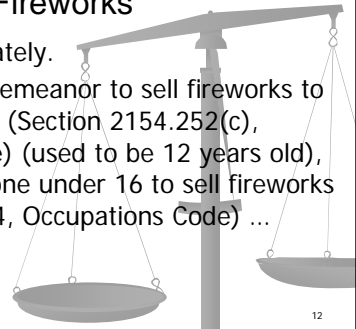 Fireworks
ately.
emeanor to sell fireworks to
(Section 2154.252(c),
e) (used to be 12 years old),
one under 16 to sell fireworks
4, Occupations Code) ...
12